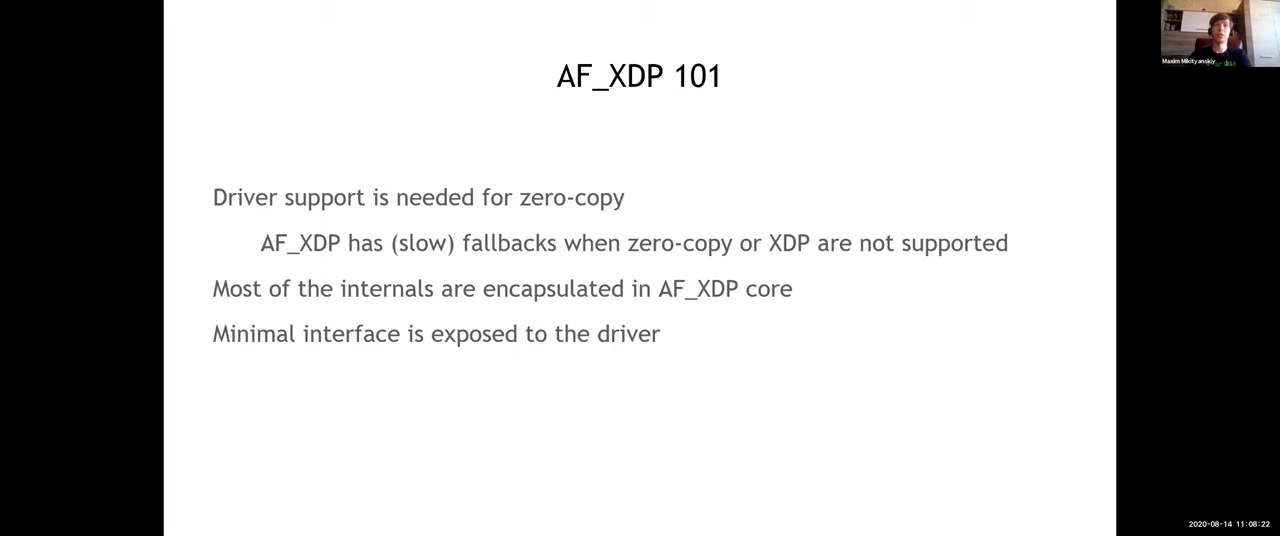 AF_XDP 101
Maxim Mikityanskiy
Driver support is needed for zero-copy
AF_XDP has (slow) fallbacks when zero-copy or XDP are not supported
Most of the internals are encapsulated in AF_XDP core
Minimal interface is exposed to the driver
2020-08-14 11:08:22